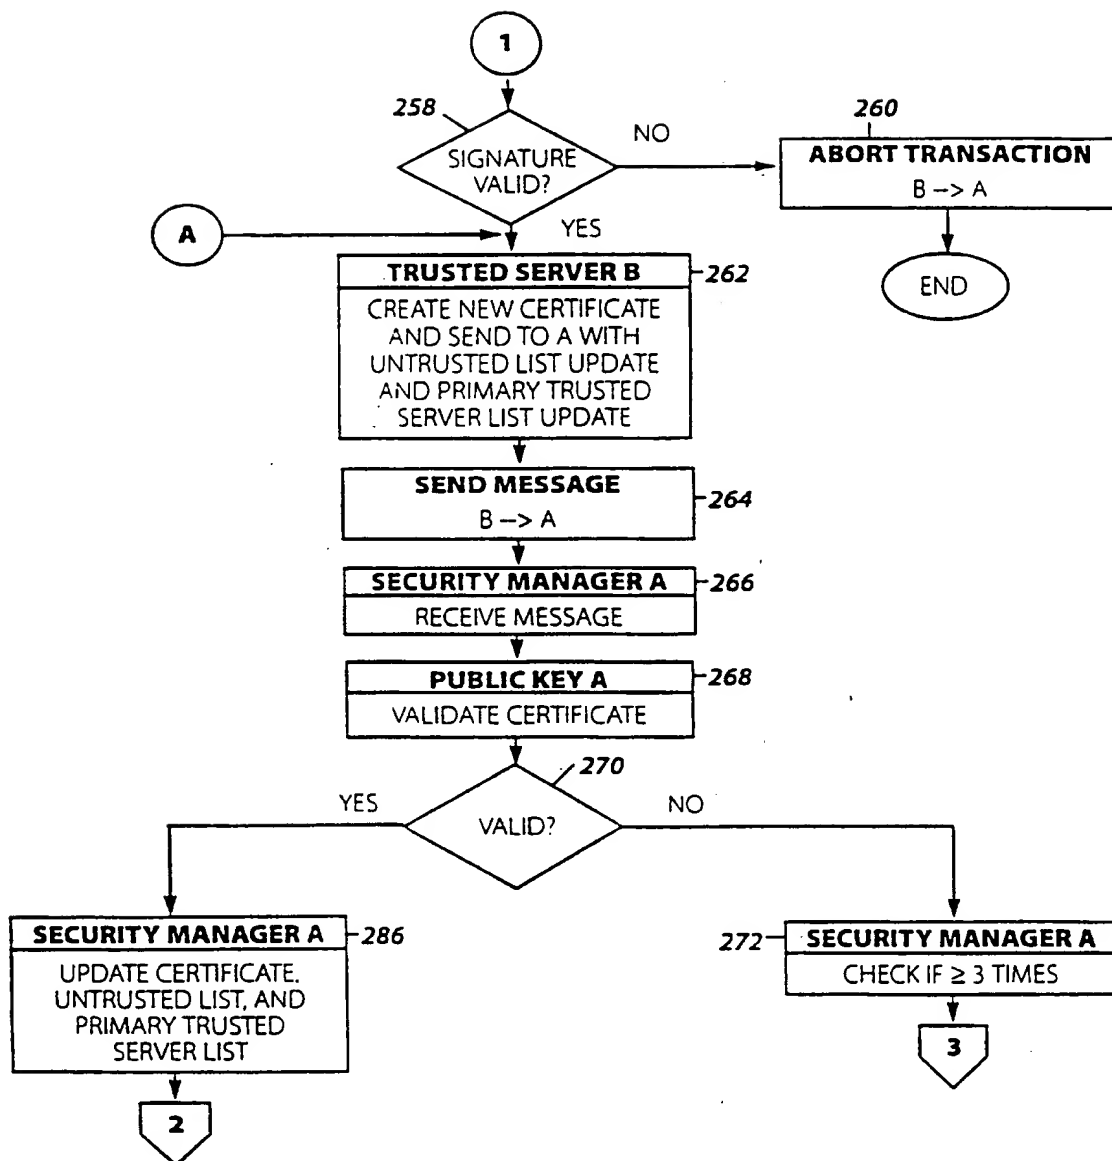 1
258
SIGNATURE
VALID?
NO
260
ABORT TRANSACTION
B --> A
END
A
YES
TRUSTED SERVER B
262
CREATE NEW CERTIFICATE
AND SEND TO A WITH
UNTRUSTED LIST UPDATE
AND PRIMARY TRUSTED
SERVER LIST UPDATE
SEND MESSAGE
264
B --> A
SECURITY MANAGER A
266
RECEIVE MESSAGE
PUBLIC KEY A
268
VALIDATE CERTIFICATE
270
VALID?
YES
NO
SECURITY MANAGER A
286
UPDATE CERTIFICATE.
UNTRUSTED LIST, AND
PRIMARY TRUSTED
SERVER LIST
2
272
SECURITY MANAGER A
CHECK IF ≥ 3 TIMES
3